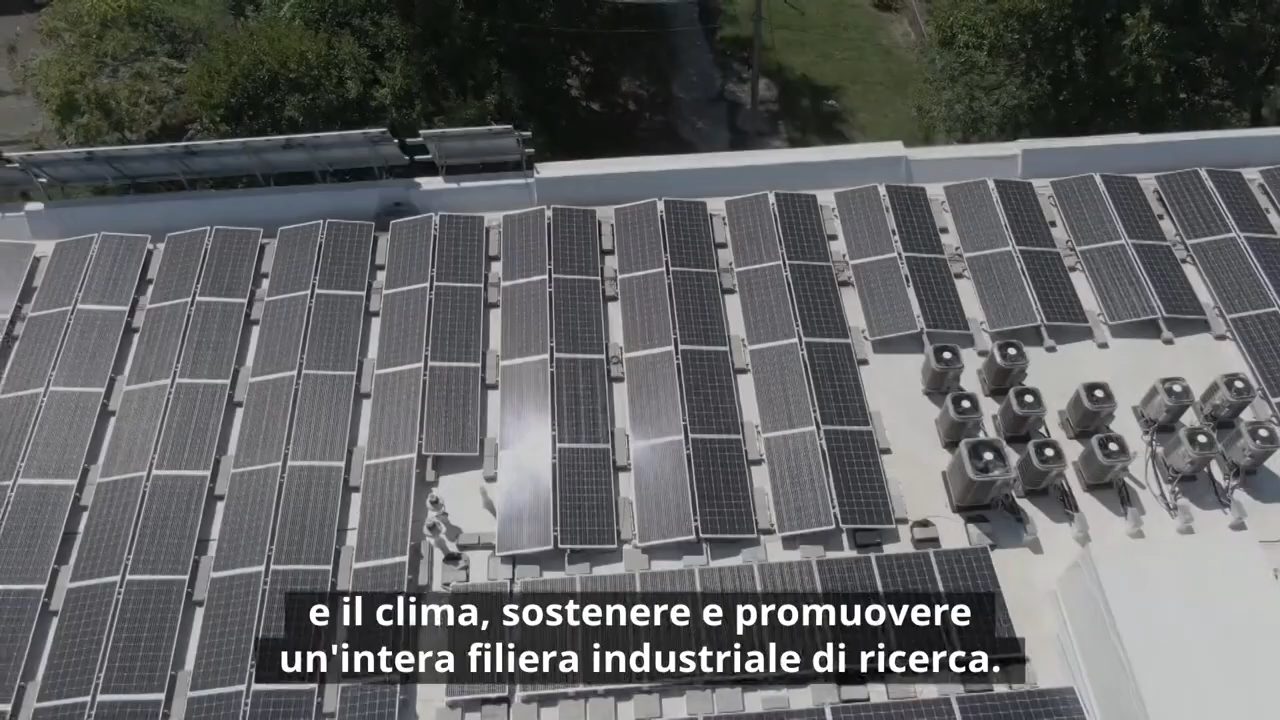 e il clima, sostenere e promuovere
un'intera filiera industriale di ricerca.